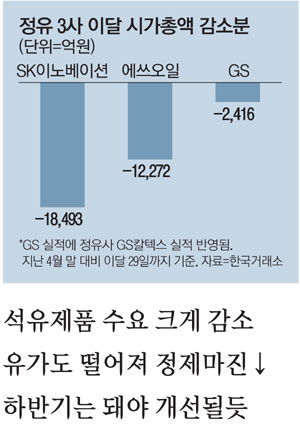 정유 3사 이달 시가총액 감소분
(단위=억원)
SK이노베이션 에쓰오일 GS
-2,416
-12,272
-18,493
*GS 실적에 정유사 GS칼텍스 실적 반영됨.
지난 4월 말 대비 이달 29일까지 기준. 자료=한국거래소
석유제품 수요 크게 감소
유가도 떨어져 정제마진↓
하반기는 돼야 개선될듯